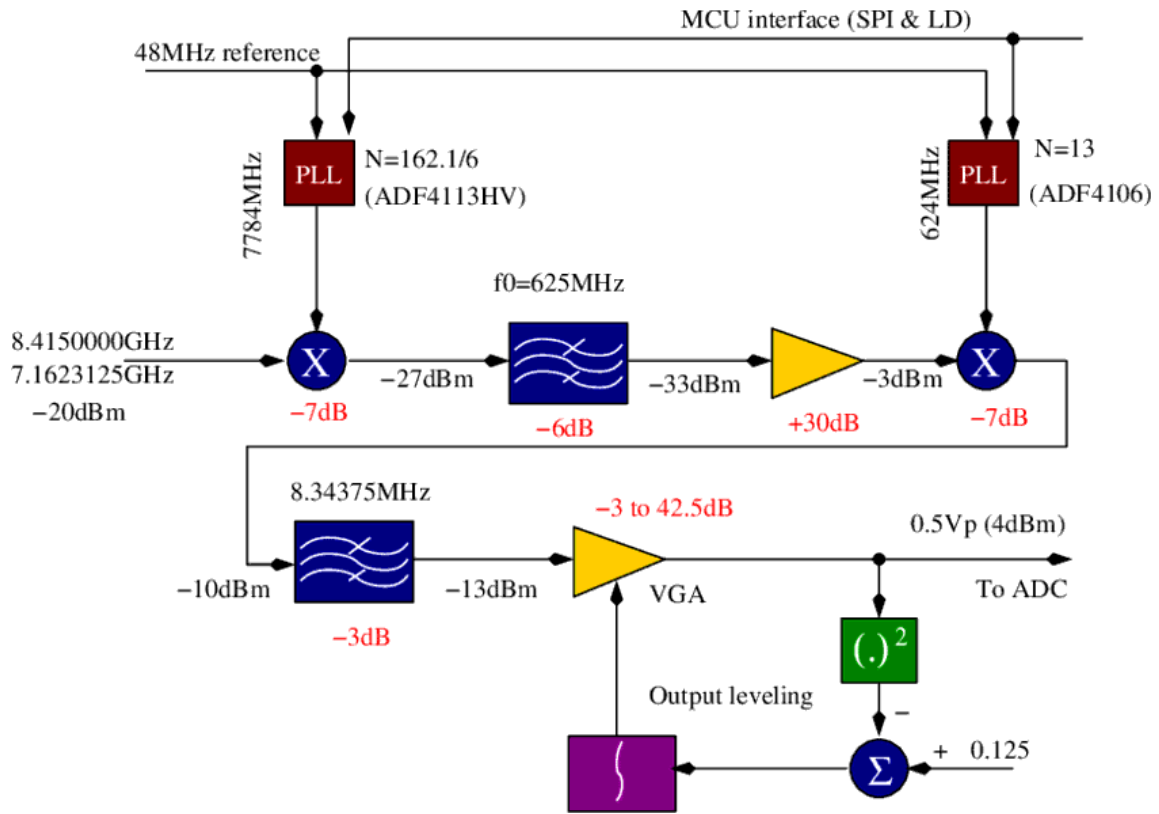 MCU interface (SPI & LD)
48MHz reference
7784MHz
PLL
N=162.1/6
(ADF4113HV)
624MHz
PLL
N=13
(ADF4106)
f0=625MHz
8.4150000GHz
7.1623125GHz
−20dBm
X
−7dB
−27dBm
−6dB
−33dBm
+30dB
−3dBm
X
−7dB
8.34375MHz
−10dBm
−3dB
−13dBm
−3 to 42.5dB
VGA
0.5Vp (4dBm)
To ADC
(.)²
Output leveling
−
Σ
+ 0.125